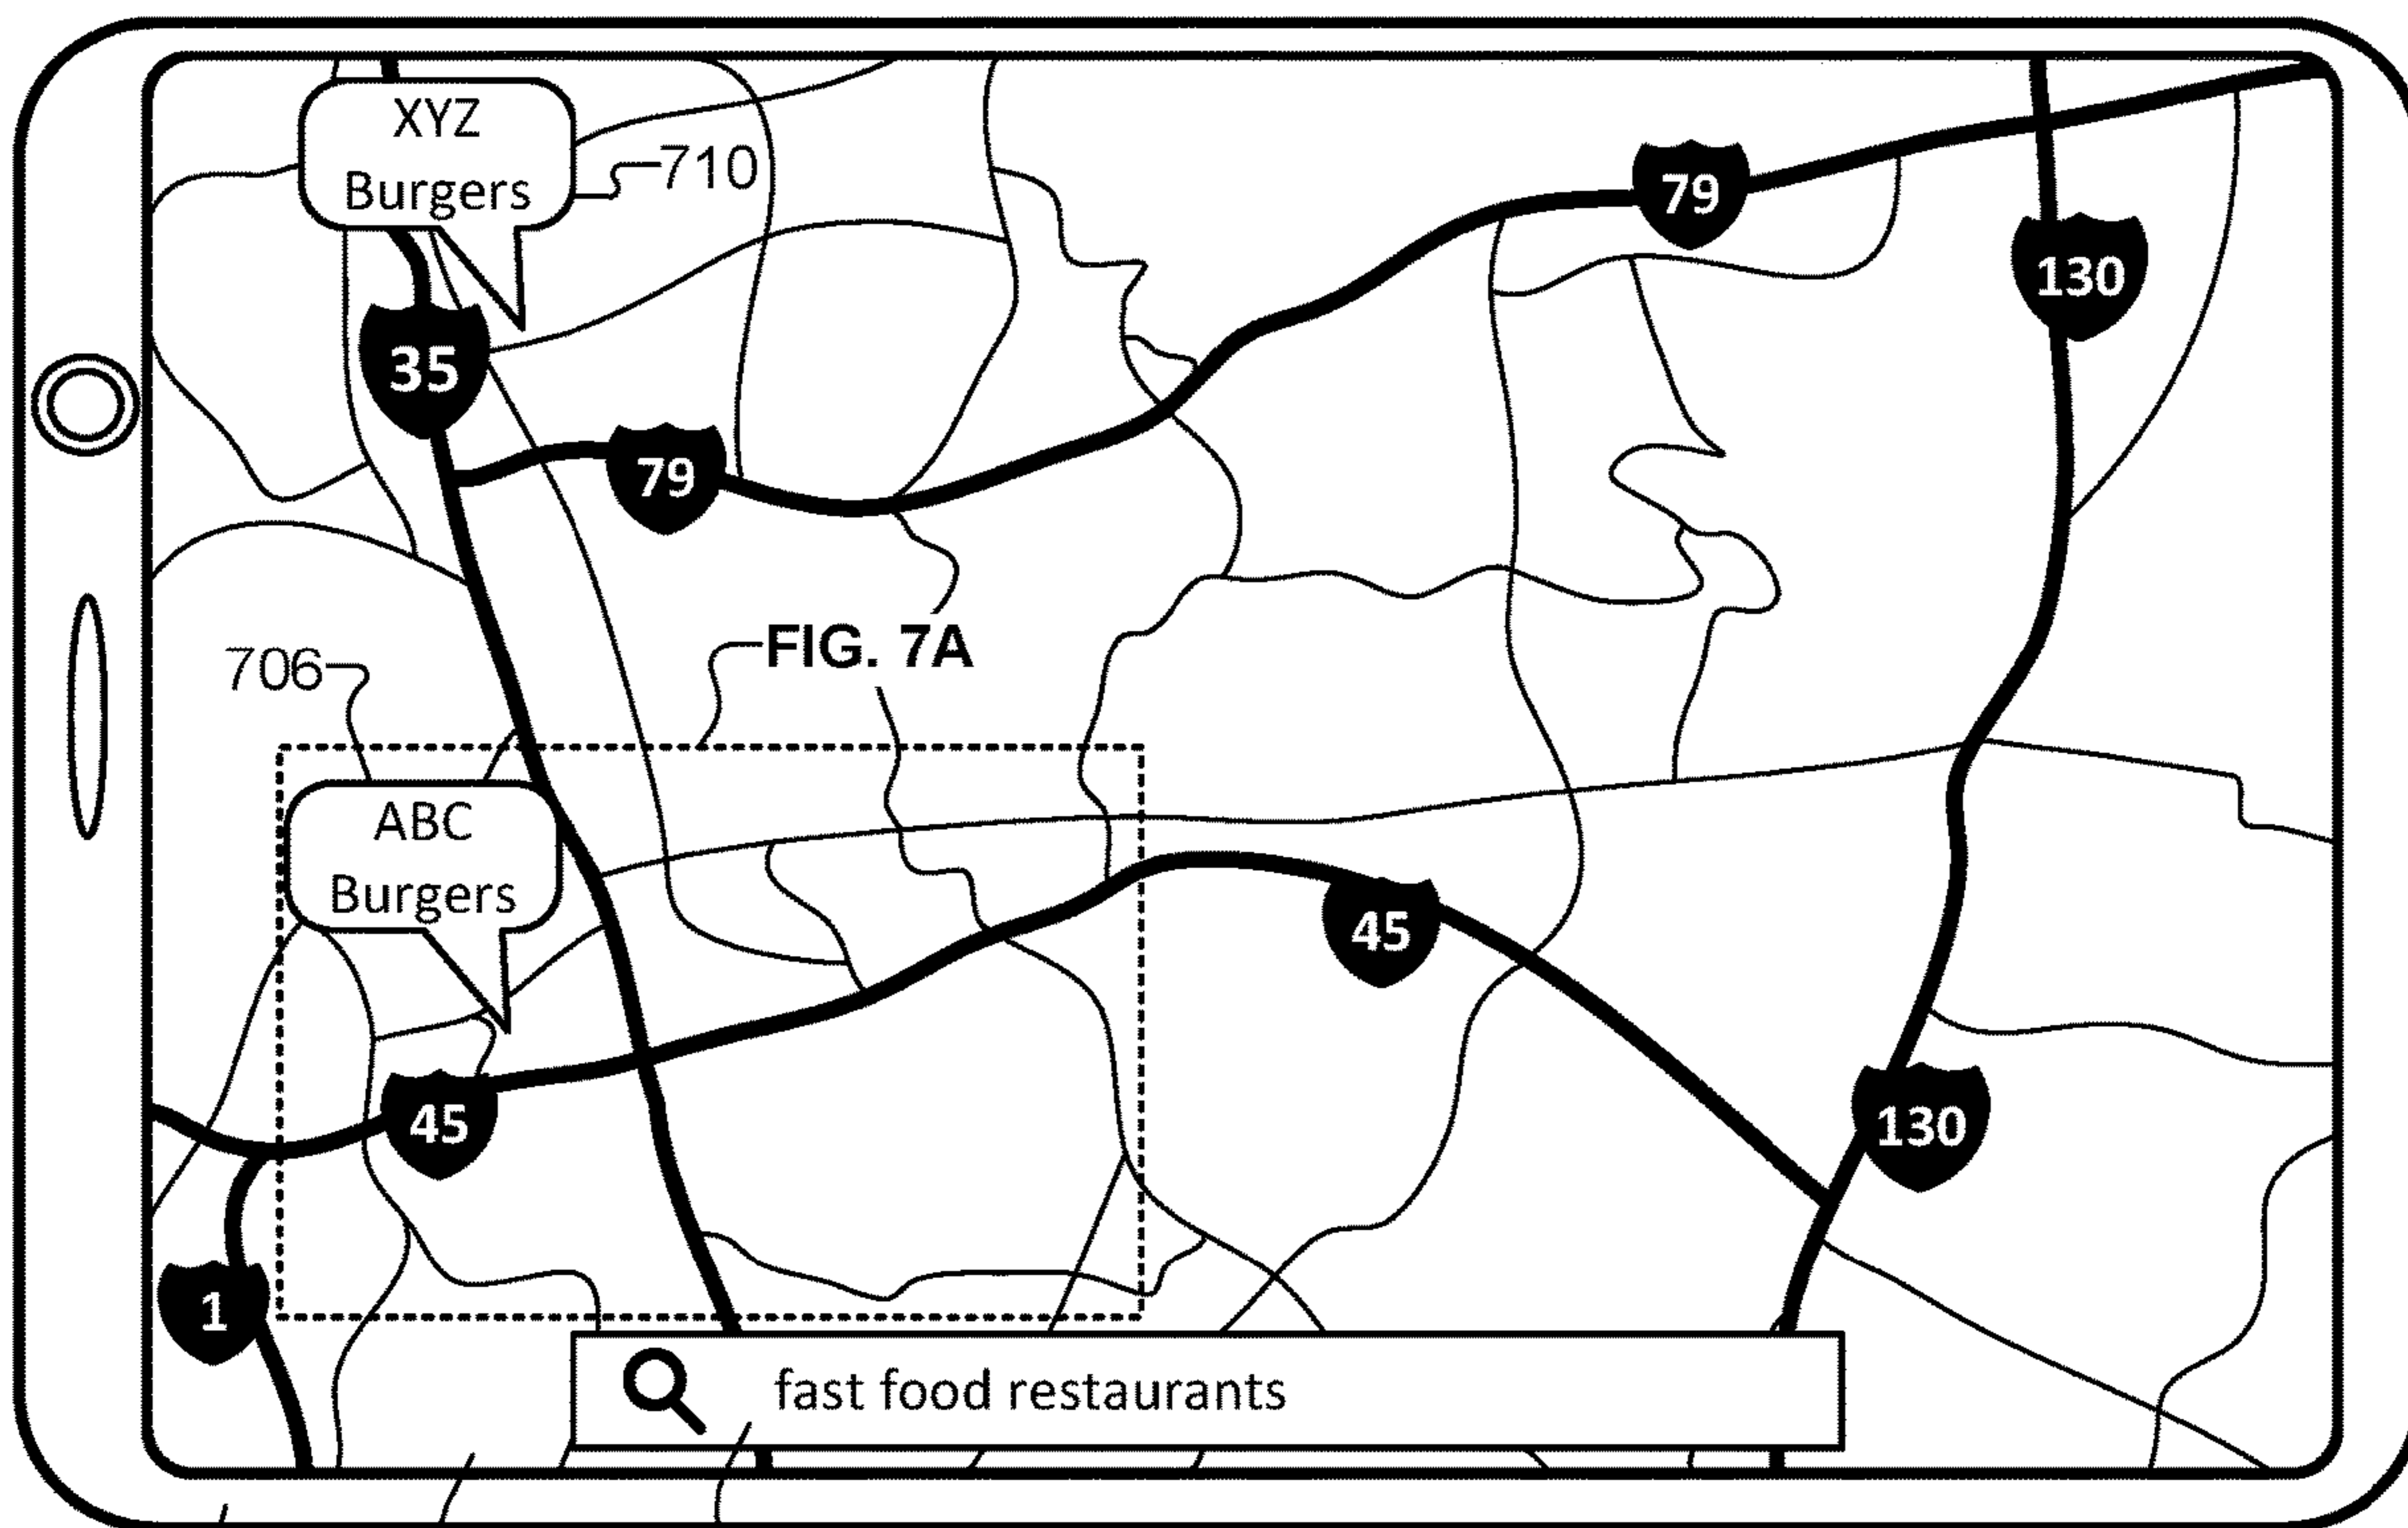 XYZ
Burgers
710
79
130
35
79
FIG. 7A
706
ABC
Burgers
45
45
130
1
fast food restaurants